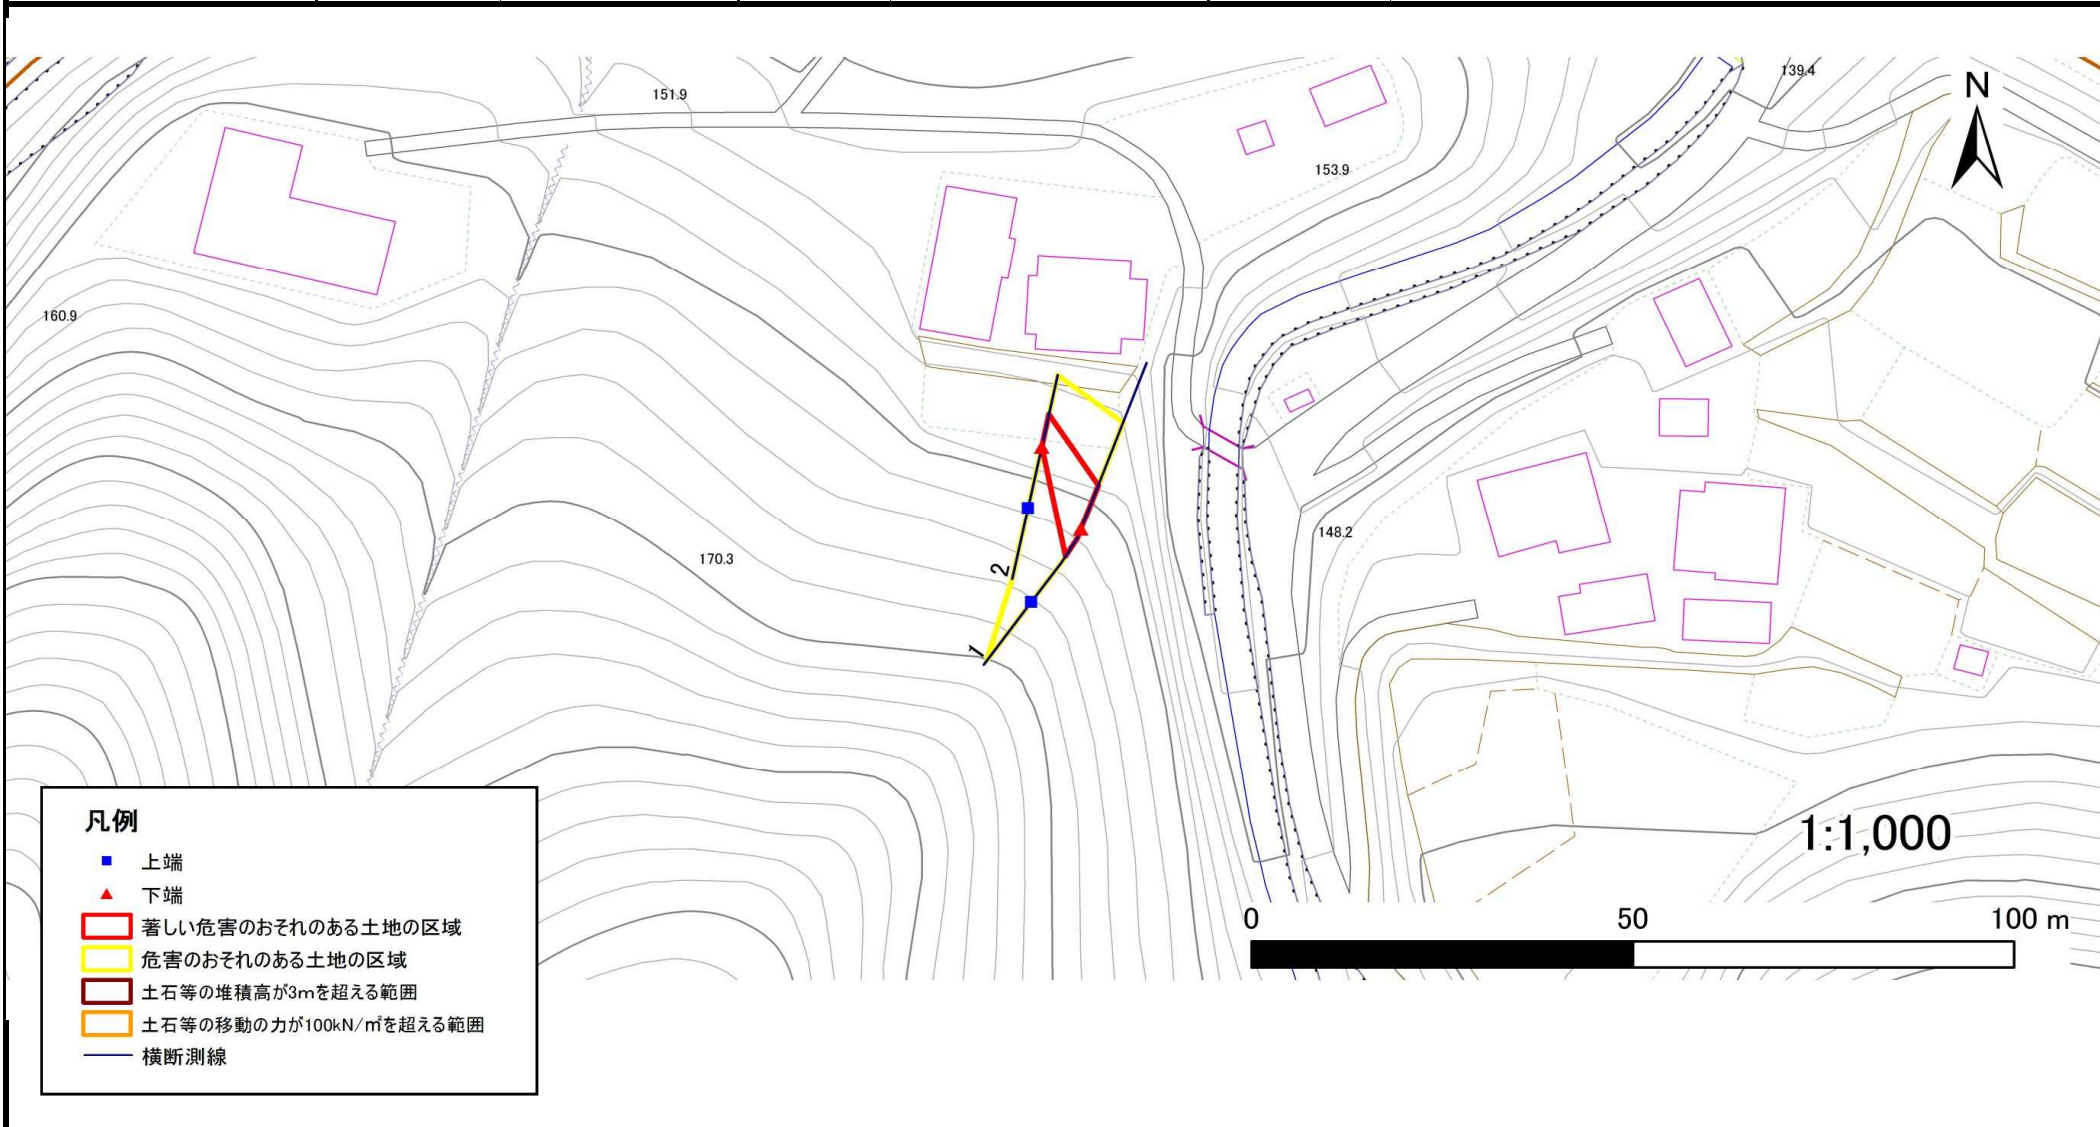 139.4
N
151.9
153.9
160.9
148.2
170.3
2
1
1:1,000
0 50 100 m
凡例
上端
下端
著しい危害のおそれのある土地の区域
危害のおそれのある土地の区域
土石等の堆積高が3mを超える範囲
土石等の移動の力が100kN/㎡を超える範囲
横断測線